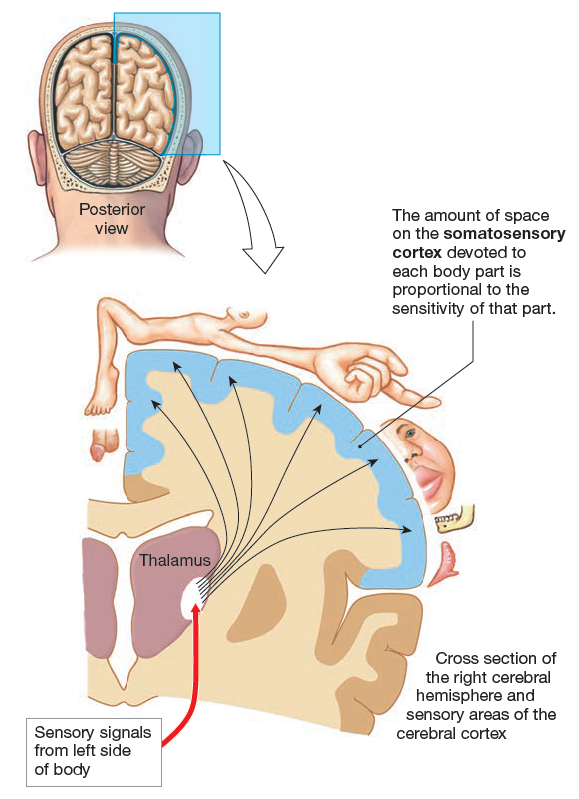 Posterior
view
The amount of space
on the somatosensory
cortex devoted to
each body part is
proportional to the
sensitivity of that part.
Thalamus
Cross section of
the right cerebral
hemisphere and
sensory areas of the
cerebral cortex
Sensory signals
from left side
of body